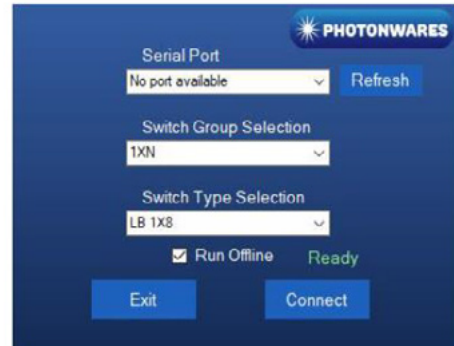 PHOTONWARES
Serial Port
No port available
Refresh
Switch Group Selection
1XN
Switch Type Selection
LB 1X8
Run Offline
Ready
Exit
Connect